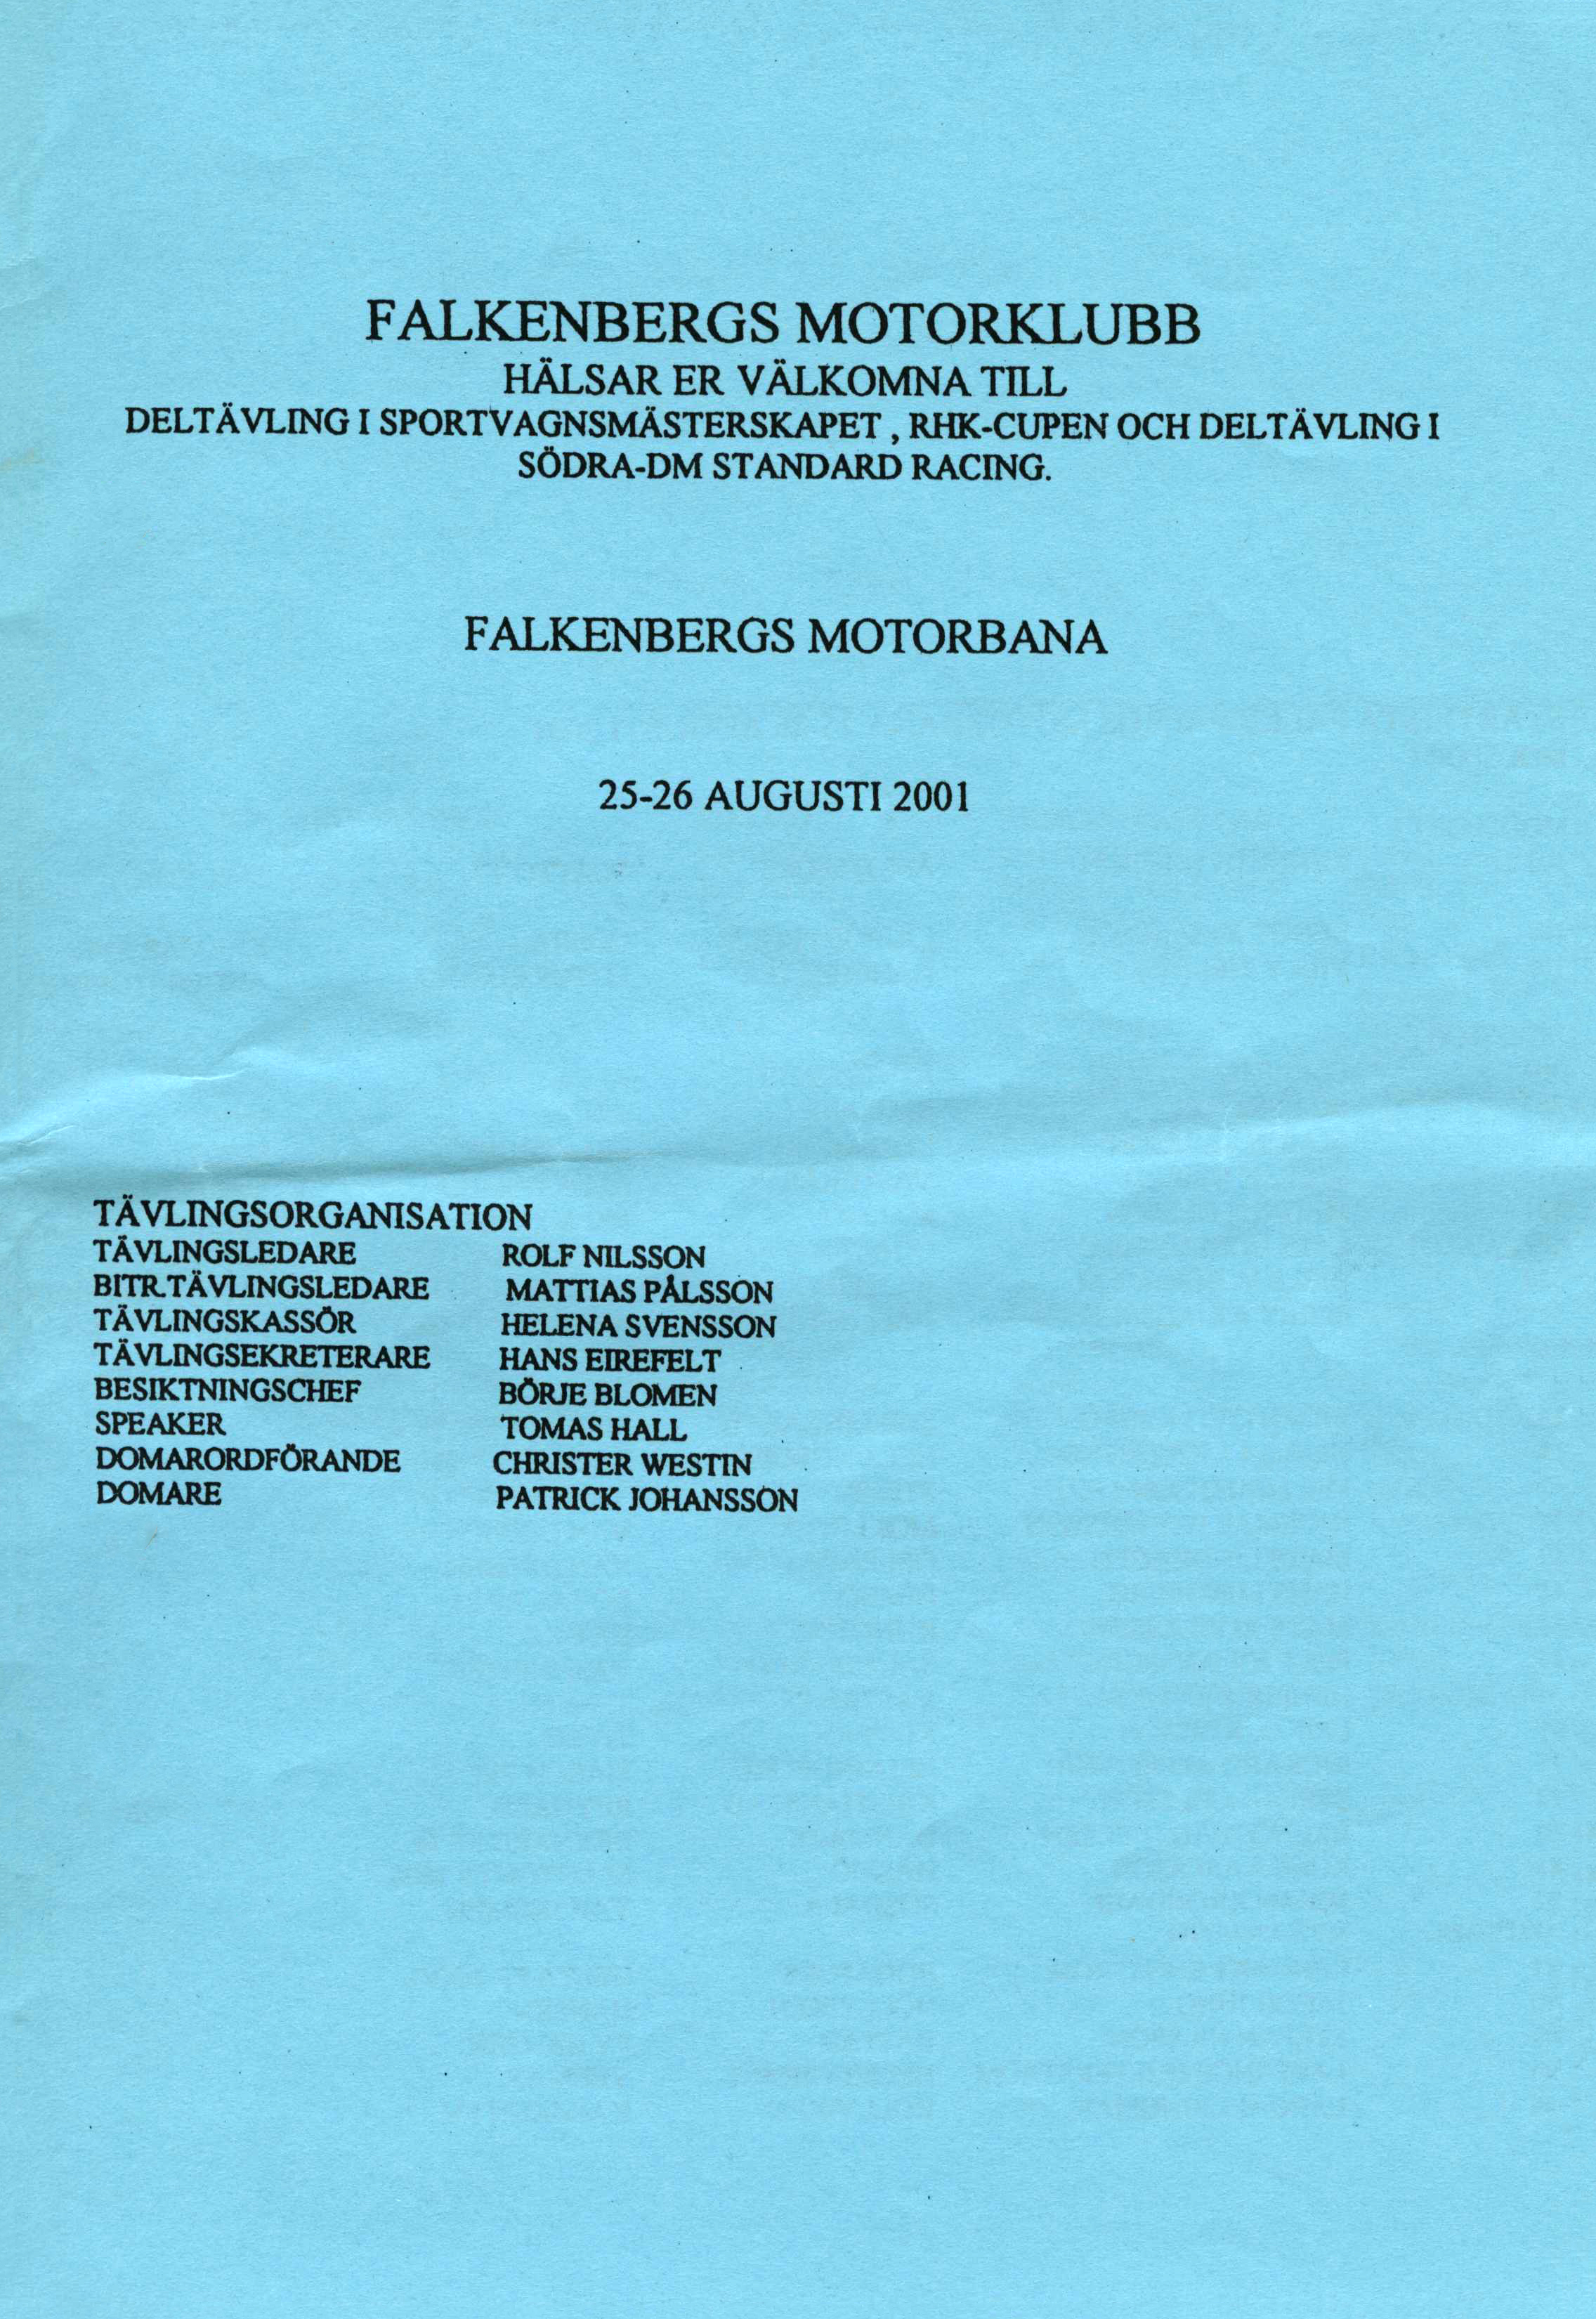 FALKENBERGS MOTORKLUBB
HÄLSAR ER VÄLKOMNA TILL
DELTÄVLING I SPORTVAGNSMÄSTERSKAPET , RHK-CUPEN OCH DELTÄVLING I
SÖDRA-DM STANDARD RACING.
FALKENBERGS MOTORBANA
25-26 AUGUSTI 2001
TÄVLINGSORGANISATION
TÄVLINGSLEDARE ROLF NILSSON
BITR.TÄVLINGSLEDARE MATTIAS PÅLSSON
TÄVLINGSKASSÖR HELENA SVENSSON
TÄVLINGSEKRETERARE HANS EIREFELT
BESIKTNINGSCHEF BÖRJE BLOMEN
SPEAKER TOMAS HALL
DOMARORDFÖRANDE CHRISTER WESTIN
DOMARE PATRICK JOHANSSON